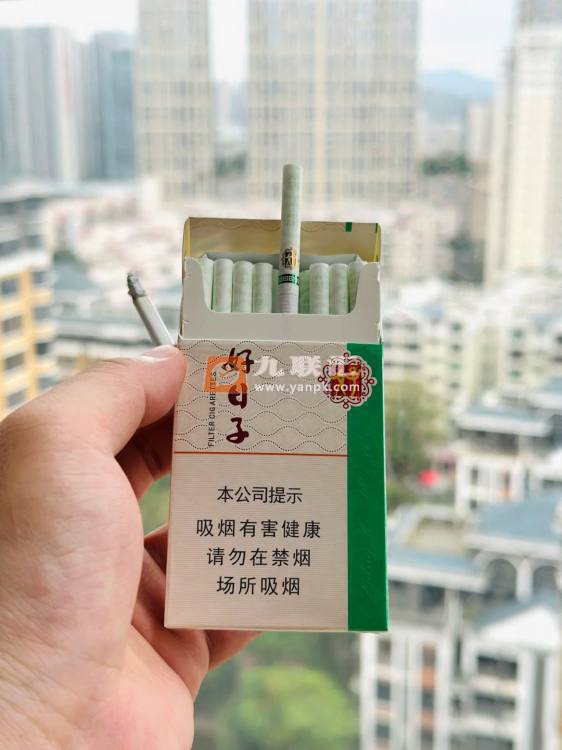 九联
www.yanpk.com
好日子
FILTER CIGARETTES
本公司提示
吸烟有害健康
请勿在禁烟
场所吸烟